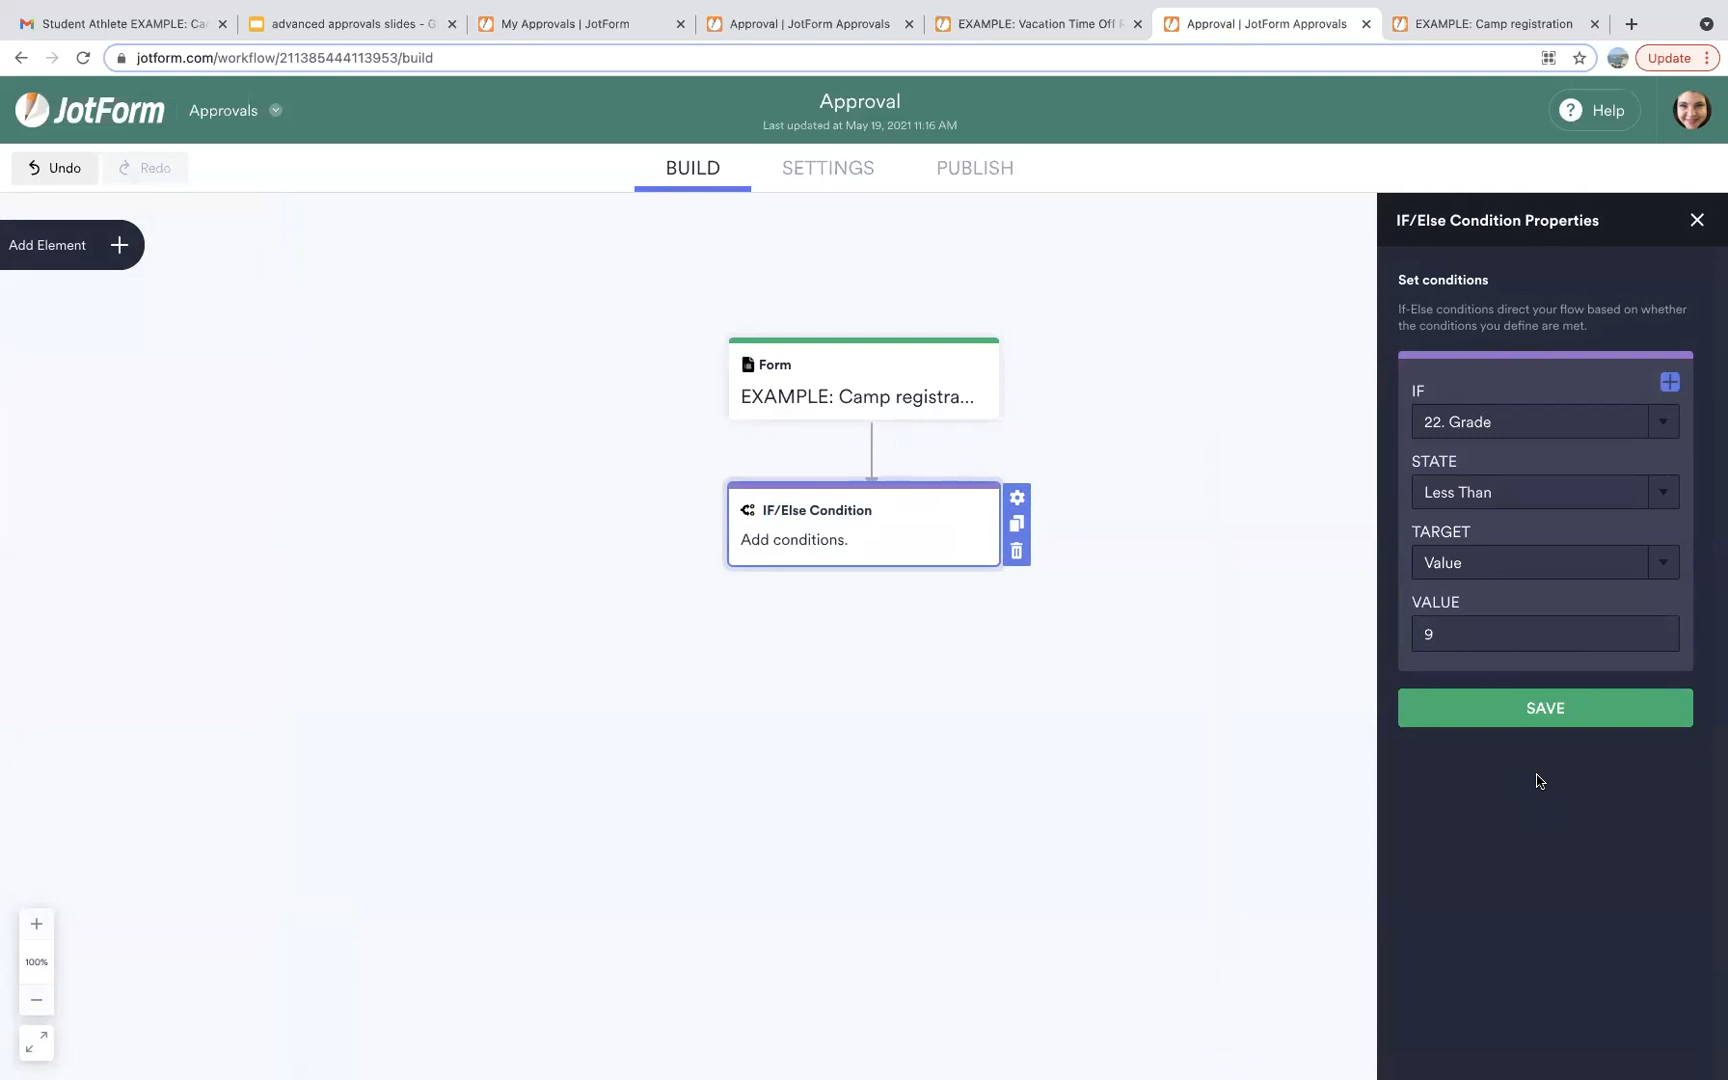 Student Athlete EXAMPLE: Ca
advanced approvals slides - G
My Approvals | JotForm
Approval | JotForm Approvals
EXAMPLE: Vacation Time Off R
Approval | JotForm Approvals
EXAMPLE: Camp registration
jotform.com/workflow/211385444113953/build
Update
JotForm
Approvals
Approval
Last updated at May 19, 2021 11:16 AM
? Help
Undo
Redo
BUILD
SETTINGS
PUBLISH
Add Element
Form
EXAMPLE: Camp registra...
IF/Else Condition
Add conditions.
IF/Else Condition Properties
Set conditions
If-Else conditions direct your flow based on whether
the conditions you define are met.
IF
22. Grade
STATE
Less Than
TARGET
Value
VALUE
9
SAVE
100%